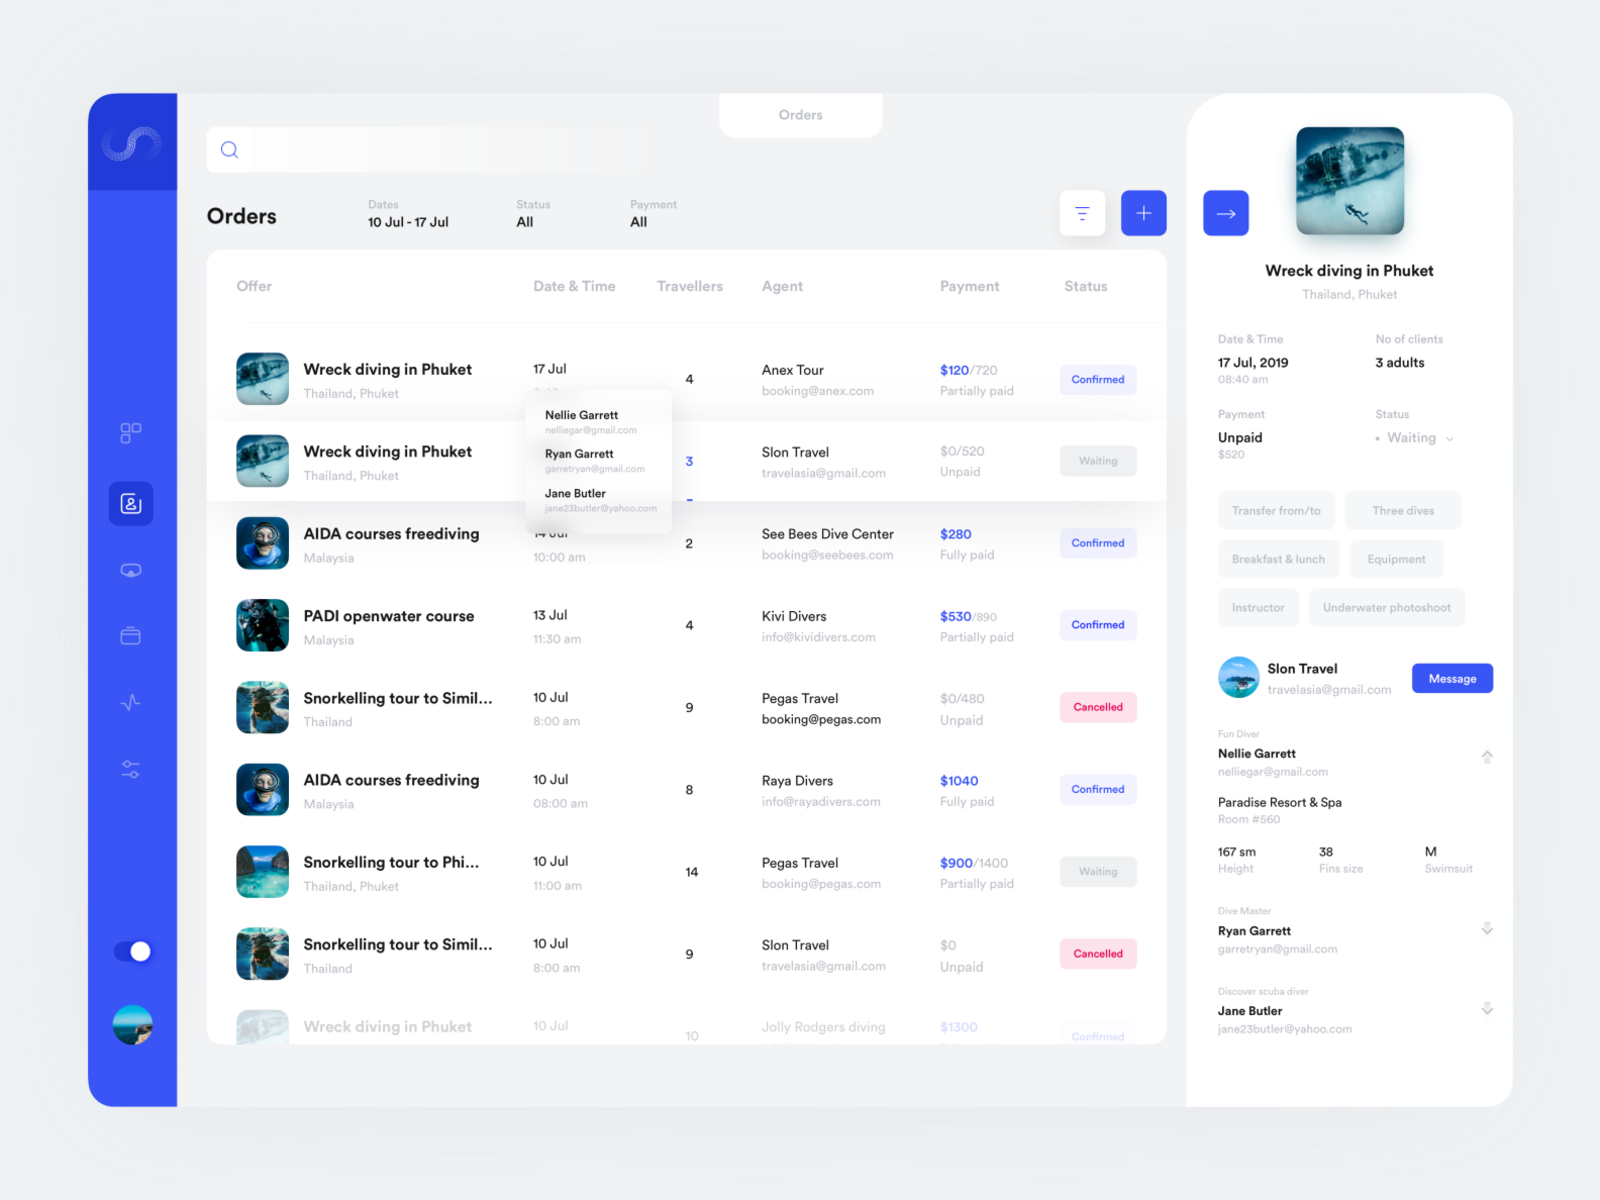 Orders
Orders
Dates
10 Jul - 17 Jul
Status
All
Payment
All
Offer
Date & Time
Travellers
Agent
Payment
Status
Wreck diving in Phuket
Thailand, Phuket
17 Jul
4
Anex Tour
booking@anex.com
$120/720
Partially paid
Confirmed
Wreck diving in Phuket
Thailand, Phuket
Nellie Garrett
nelliegar@gmail.com
Ryan Garrett
garretryan@gmail.com
Jane Butler
jane23butler@yahoo.com
3
Slon Travel
travelasia@gmail.com
$0/520
Unpaid
Waiting
AIDA courses freediving
Malaysia
14 Jul
10:00 am
2
See Bees Dive Center
booking@seebees.com
$280
Fully paid
Confirmed
PADI openwater course
Malaysia
13 Jul
11:30 am
4
Kivi Divers
info@kividivers.com
$530/890
Partially paid
Confirmed
Snorkelling tour to Simil...
Thailand
10 Jul
8:00 am
9
Pegas Travel
booking@pegas.com
$0/480
Unpaid
Cancelled
AIDA courses freediving
Malaysia
10 Jul
08:00 am
8
Raya Divers
info@rayadivers.com
$1040
Fully paid
Confirmed
Snorkelling tour to Phi...
Thailand, Phuket
10 Jul
11:00 am
14
Pegas Travel
booking@pegas.com
$900/1400
Partially paid
Waiting
Snorkelling tour to Simil...
Thailand
10 Jul
8:00 am
9
Slon Travel
travelasia@gmail.com
$0
Unpaid
Cancelled
Wreck diving in Phuket
10 Jul
10
Jolly Rodgers diving
$1300
Confirmed
Wreck diving in Phuket
Thailand, Phuket
Date & Time
17 Jul, 2019
08:40 am
No of clients
3 adults
Payment
Unpaid
$520
Status
• Waiting
Transfer from/to
Three dives
Breakfast & lunch
Equipment
Instructor
Underwater photoshoot
Slon Travel
travelasia@gmail.com
Message
Fun Diver
Nellie Garrett
nelliegar@gmail.com
Paradise Resort & Spa
Room #560
167 sm
Height
38
Fins size
M
Swimsuit
Dive Master
Ryan Garrett
garretryan@gmail.com
Discover scuba diver
Jane Butler
jane23butler@yahoo.com